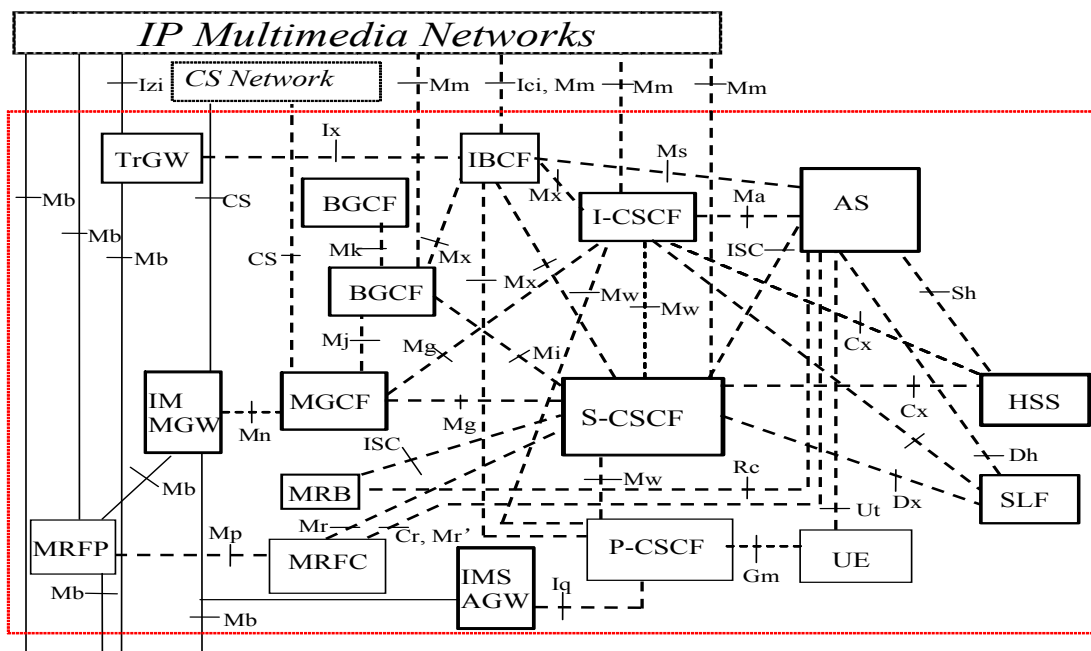 IP Multimedia Networks
Izi
CS Network
Mm
Ici, Mm
Mm
Mm
Ix
TrGW
IBCF
Ms
Mb
CS
BGCF
Mx
I-CSCF
Ma
AS
Mb
Mb
CS
Mk
Mx
ISC
BGCF
Mx
Mw
Mw
Sh
Mj
Mg
Mi
Cx
IM
MGW
Mn
MGCF
Mg
S-CSCF
Cx
HSS
ISC
Mb
MRB
Mw
Rc
Dh
Dx
SLF
Ut
MRFP
Mp
Mr
Cr, Mr’
MRFC
P-CSCF
Gm
UE
Mb
IMS
AGW
Iq
Mb